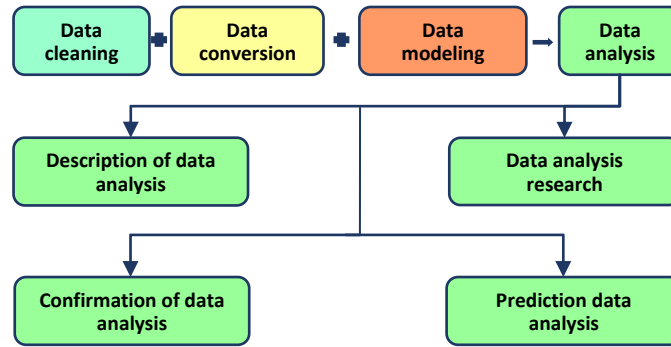 Data
cleaning
Data
conversion
Data
modeling
Data
analysis
Description of data
analysis
Data analysis
research
Confirmation of data
analysis
Prediction data
analysis